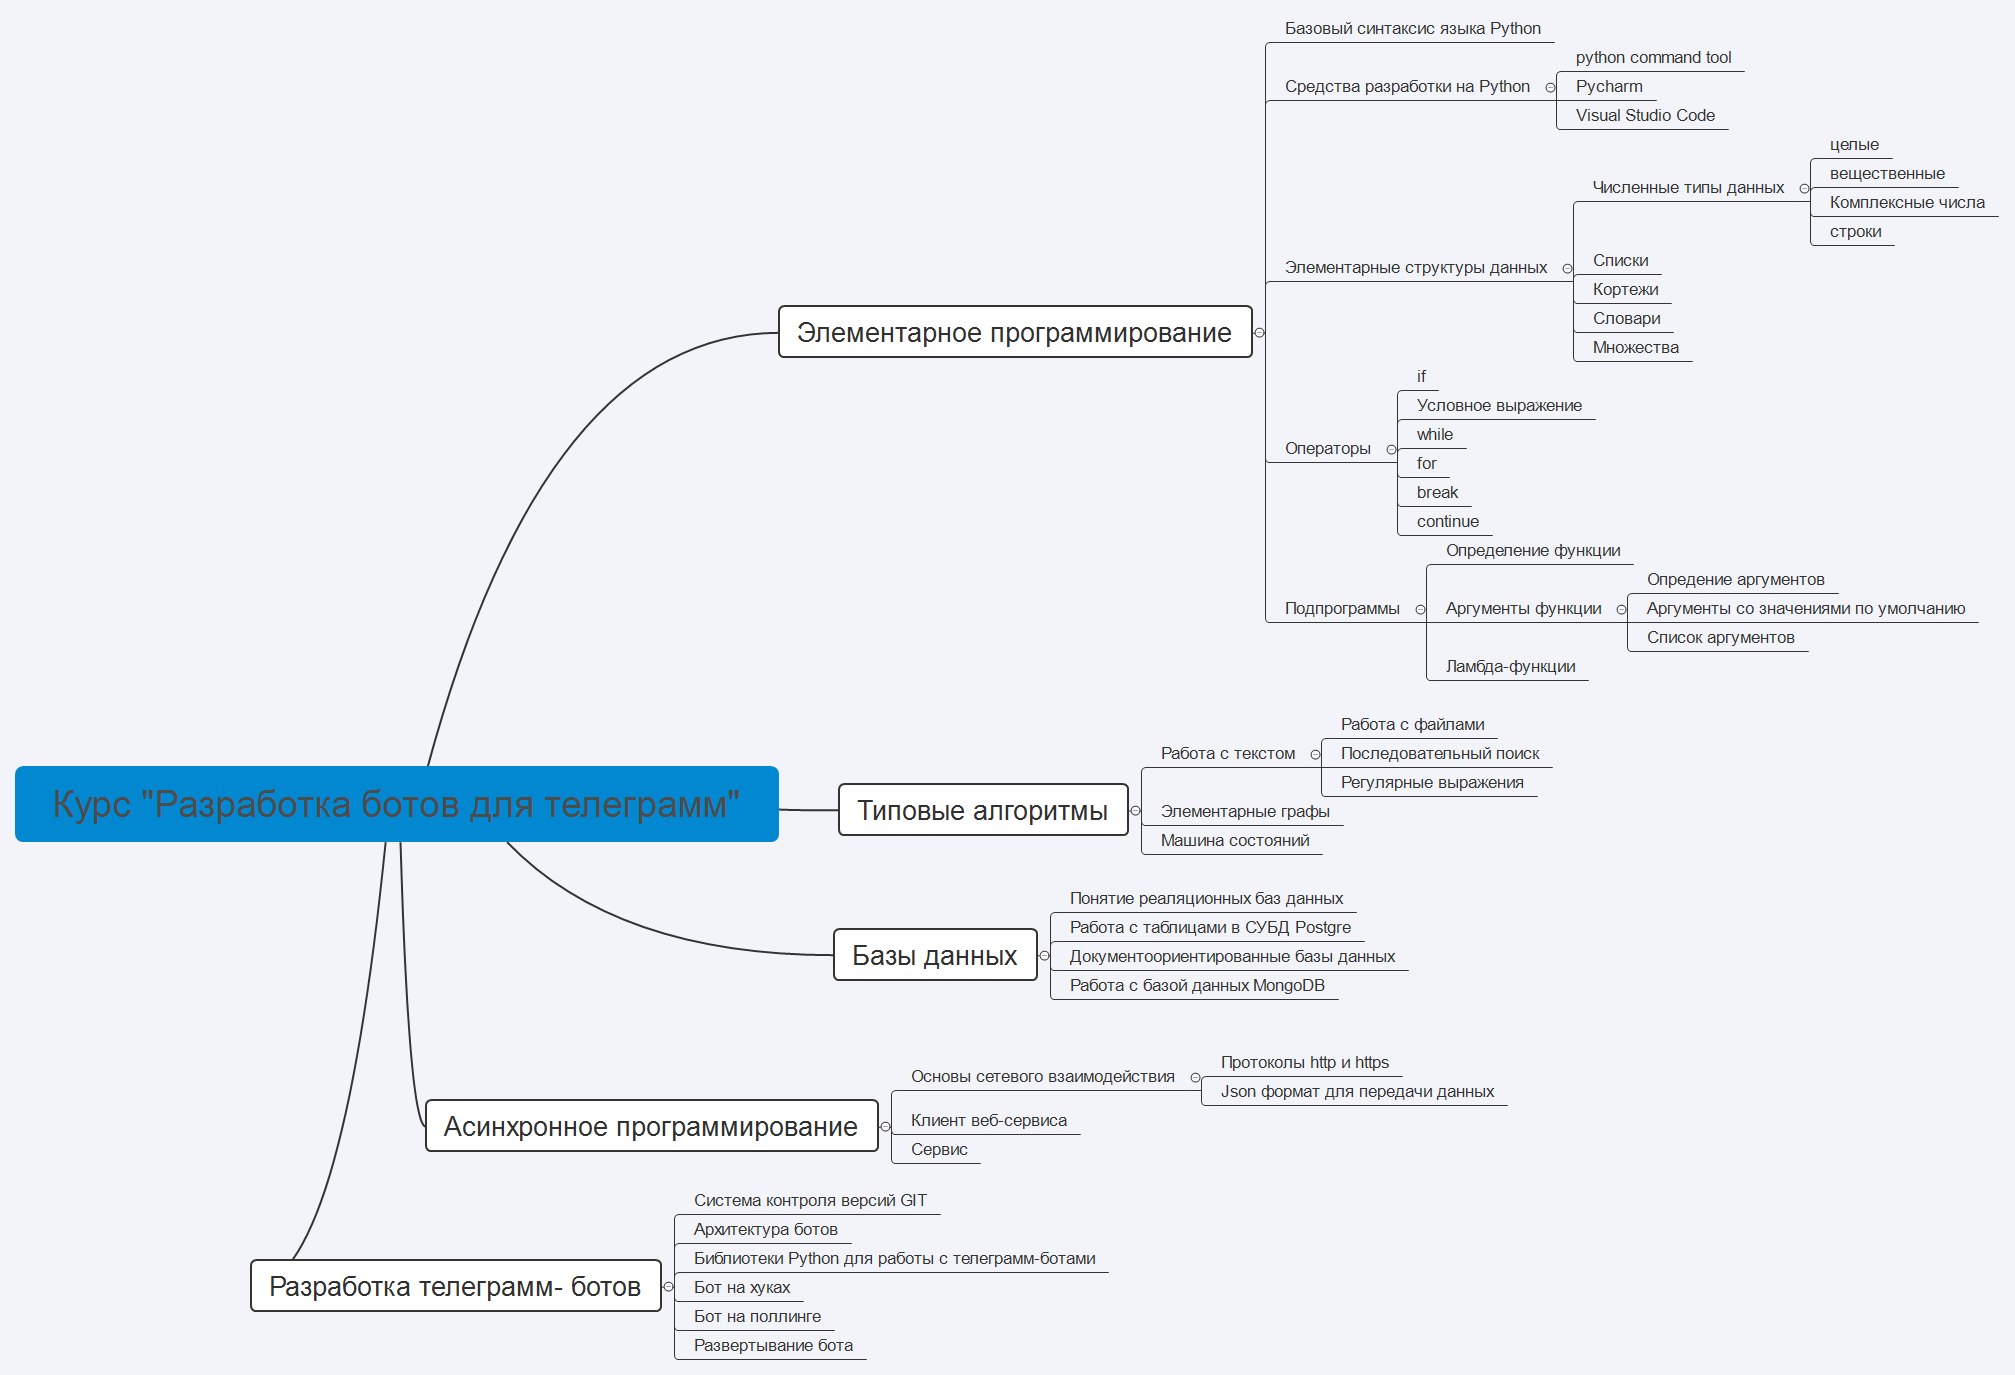 Курс "Разработка ботов для телеграмм"
Элементарное программирование
Базовый синтаксис языка Python
Средства разработки на Python
python command tool
Pycharm
Visual Studio Code
Элементарные структуры данных
Численные типы данных
целые
вещественные
Комплексные числа
строки
Списки
Кортежи
Словари
Множества
Операторы
if
Условное выражение
while
for
break
continue
Подпрограммы
Определение функции
Аргументы функции
Опредение аргументов
Аргументы со значениями по умолчанию
Список аргументов
Ламбда-функции
Типовые алгоритмы
Работа с текстом
Работа с файлами
Последовательный поиск
Регулярные выражения
Элементарные графы
Машина состояний
Базы данных
Понятие реаляционных баз данных
Работа с таблицами в СУБД Postgre
Документоориентированные базы данных
Работа с базой данных MongoDB
Асинхронное программирование
Основы сетевого взаимодействия
Протоколы http и https
Json формат для передачи данных
Клиент веб-сервиса
Сервис
Разработка телеграмм- ботов
Система контроля версий GIT
Архитектура ботов
Библиотеки Python для работы с телеграмм-ботами
Бот на хуках
Бот на поллинге
Развертывание бота